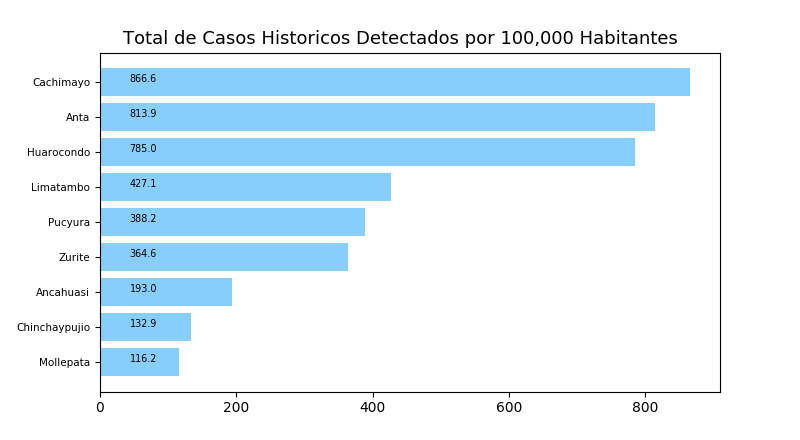 Total de Casos Historicos Detectados por 100,000 Habitantes
Cachimayo 866.6
Anta 813.9
Huarocondo 785.0
Limatambo 427.1
Pucyura 388.2
Zurite 364.6
Ancahuasi 193.0
Chinchaypujio 132.9
Mollepata 116.2
0 200 400 600 800